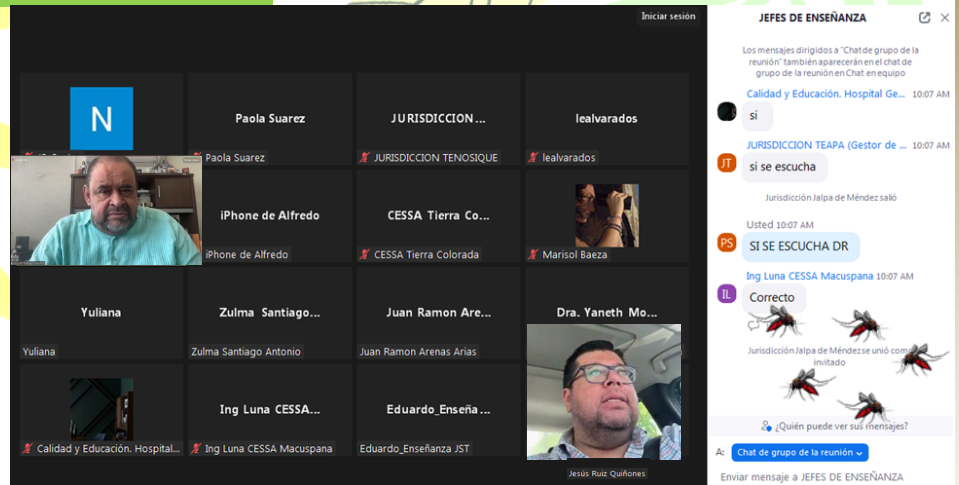 Iniciar sesión
N
Paola Suarez
JURISDICCION ...
lealvarados
Paola Suarez
JURISDICCION TENOSIQUE
lealvarados
iPhone de Alfredo
CESSA Tierra Co...
iPhone de Alfredo
CESSA Tierra Colorada
Marisol Baeza
Yuliana
Zulma Santiago...
Juan Ramon Are...
Dra. Yaneth Mo...
Yuliana
Zulma Santiago Antonio
Juan Ramon Arenas Arias
Ing Luna CESSA...
Eduardo_Enseña ...
Calidad y Educación. Hospital...
Ing Luna CESSA Macuspana
Eduardo_Enseñanza JST
Jesús Ruiz Quiñones
JEFES DE ENSEÑANZA
Los mensajes dirigidos a "Chat de grupo de la
reunión" también aparecerán en el chat de
grupo de la reunión en Chat en equipo
Calidad y Educación. Hospital Ge... 10:07 AM
si
JURISDICCION TEAPA (Gestor de ... 10:07 AM
JT
si se escucha
Jurisdicción Jalpa de Méndez salió
Usted 10:07 AM
PS
SI SE ESCUCHA DR
Ing Luna CESSA Macuspana 10:07 AM
IL
Correcto
Jurisdicción Jalpa de Méndez se unió como
invitado
¿Quién puede ver sus mensajes?
A: Chat de grupo de la reunión
Enviar mensaje a JEFES DE ENSEÑANZA